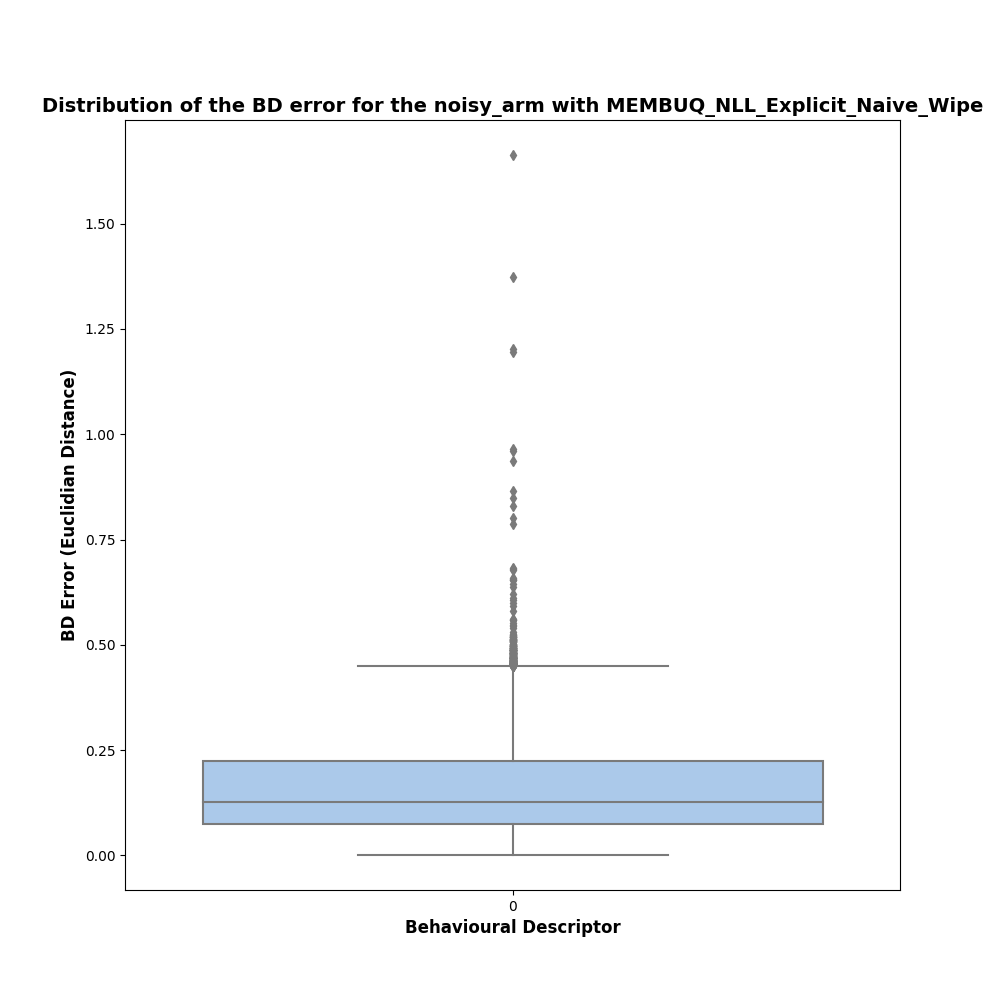 Distribution of the BD error for the noisy_arm with MEMBUQ_NLL_Explicit_Naive_Wipe
1.50
1.25
1.00
0.75
0.50
0.25
0.00
BD Error (Euclidian Distance)
0
Behavioural Descriptor